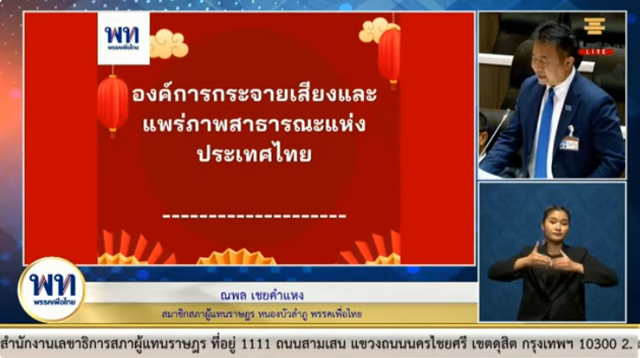 พท
พรรคเพื่อไทย
องค์การกระจายเสียงและ
แพร่ภาพสาธารณะแห่ง
ประเทศไทย
--------------------
LIVE
พท
พรรคเพื่อไทย
ณพล เชยคำแหง
สมาชิกสภาผู้แทนราษฎร หนองบัวลำภู พรรคเพื่อไทย
สำนักงานเลขาธิการสภาผู้แทนราษฎร ที่อยู่ 1111 ถนนสามเสน แขวงถนนนครไชยศรี เขตดุสิต กรุงเทพฯ 10300 2.